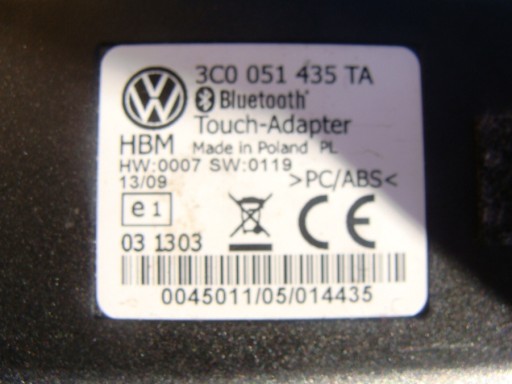 3C0 051 435 TA
Bluetooth
Touch-Adapter
HBM Made in Poland PL
HW:0007 SW:0119
13/09 >PC/ABS<
e1 CE
03 1303
0045011/05/014435